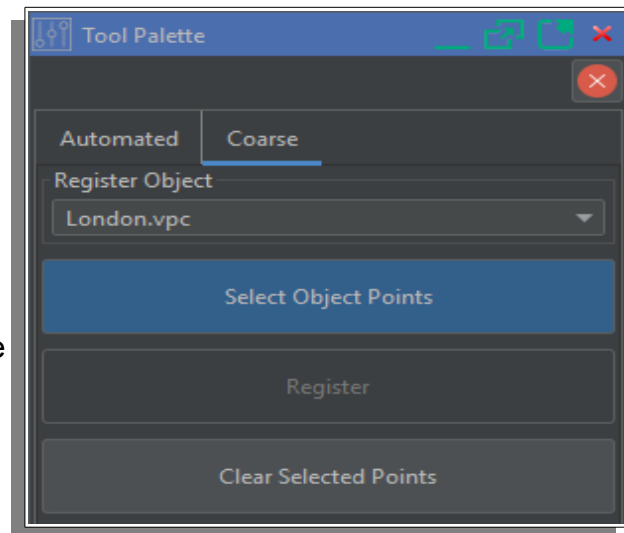 Tool Palette
Automated Coarse
Register Object
London.vpc
Select Object Points
e
Register
Clear Selected Points